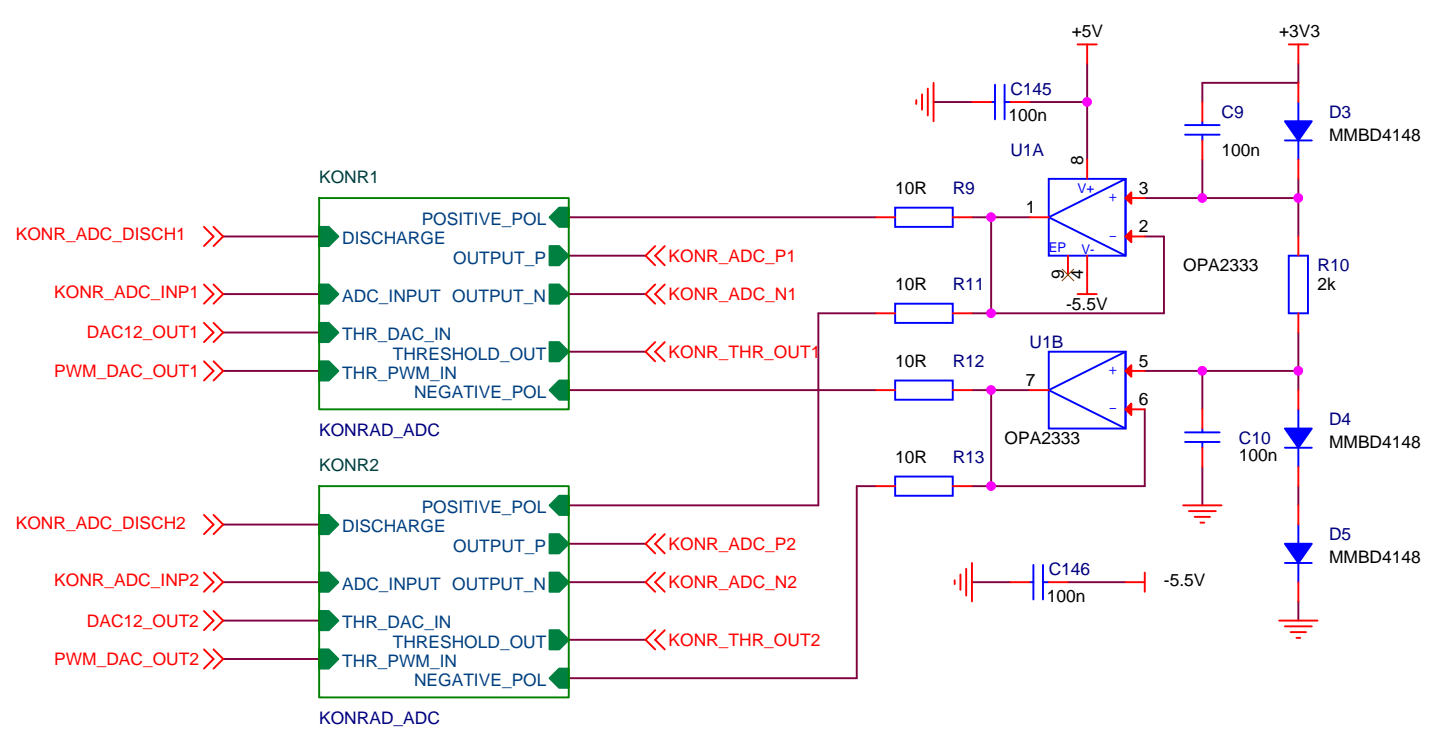 +5V
+3V3
C145
100n
C9
100n
D3
MMBD4148
U1A
8
V+
3
+
1
2
−
EP
V-
9
4
-5.5V
OPA2333
10R R9
10R R11
R10
2k
KONR1
KONR_ADC_DISCH1
POSITIVE_POL
DISCHARGE
OUTPUT_P
KONR_ADC_P1
KONR_ADC_INP1
ADC_INPUT OUTPUT_N
KONR_ADC_N1
DAC12_OUT1
THR_DAC_IN
THRESHOLD_OUT
KONR_THR_OUT1
PWM_DAC_OUT1
THR_PWM_IN
NEGATIVE_POL
KONRAD_ADC
U1B
10R R12
7
5
+
6
−
OPA2333
10R R13
C10
100n
D4
MMBD4148
KONR2
KONR_ADC_DISCH2
POSITIVE_POL
DISCHARGE
OUTPUT_P
KONR_ADC_P2
KONR_ADC_INP2
ADC_INPUT OUTPUT_N
KONR_ADC_N2
DAC12_OUT2
THR_DAC_IN
THRESHOLD_OUT
KONR_THR_OUT2
PWM_DAC_OUT2
THR_PWM_IN
NEGATIVE_POL
KONRAD_ADC
D5
MMBD4148
C146
100n
-5.5V